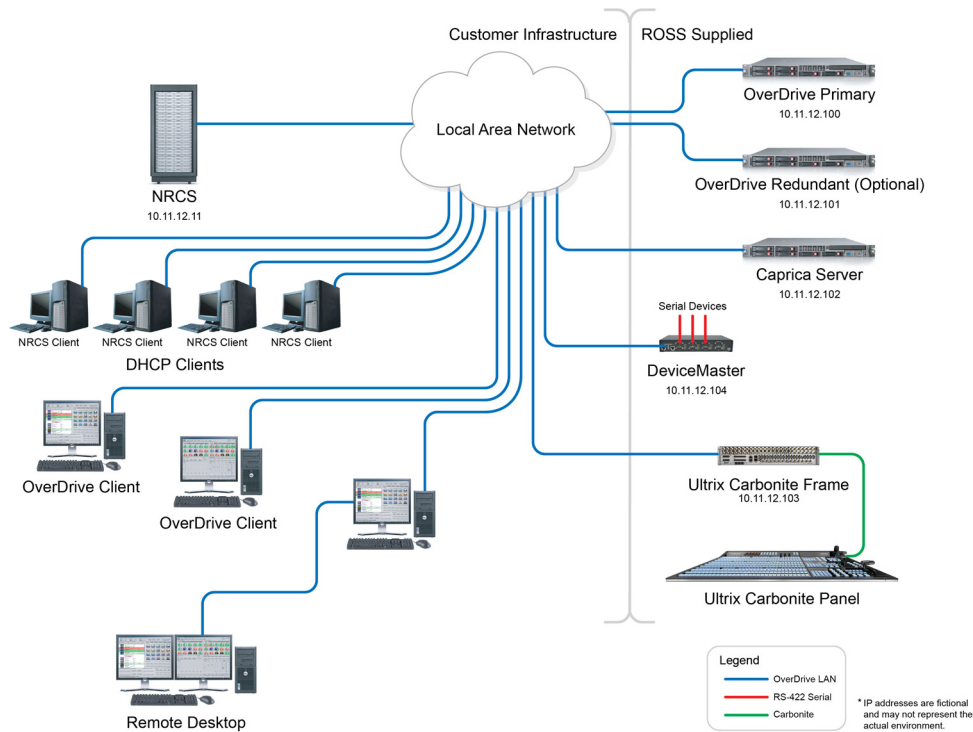 Customer Infrastructure
ROSS Supplied
Local Area Network
OverDrive Primary
10.11.12.100
NRCS
10.11.12.11
OverDrive Redundant (Optional)
10.11.12.101
Caprica Server
10.11.12.102
NRCS Client
NRCS Client
NRCS Client
NRCS Client
DHCP Clients
Serial Devices
DeviceMaster
10.11.12.104
OverDrive Client
OverDrive Client
Ultrix Carbonite Frame
10.11.12.103
Ultrix Carbonite Panel
Remote Desktop
Legend
OverDrive LAN
RS-422 Serial
Carbonite
* IP addresses are fictional
and may not represent the
actual environment.